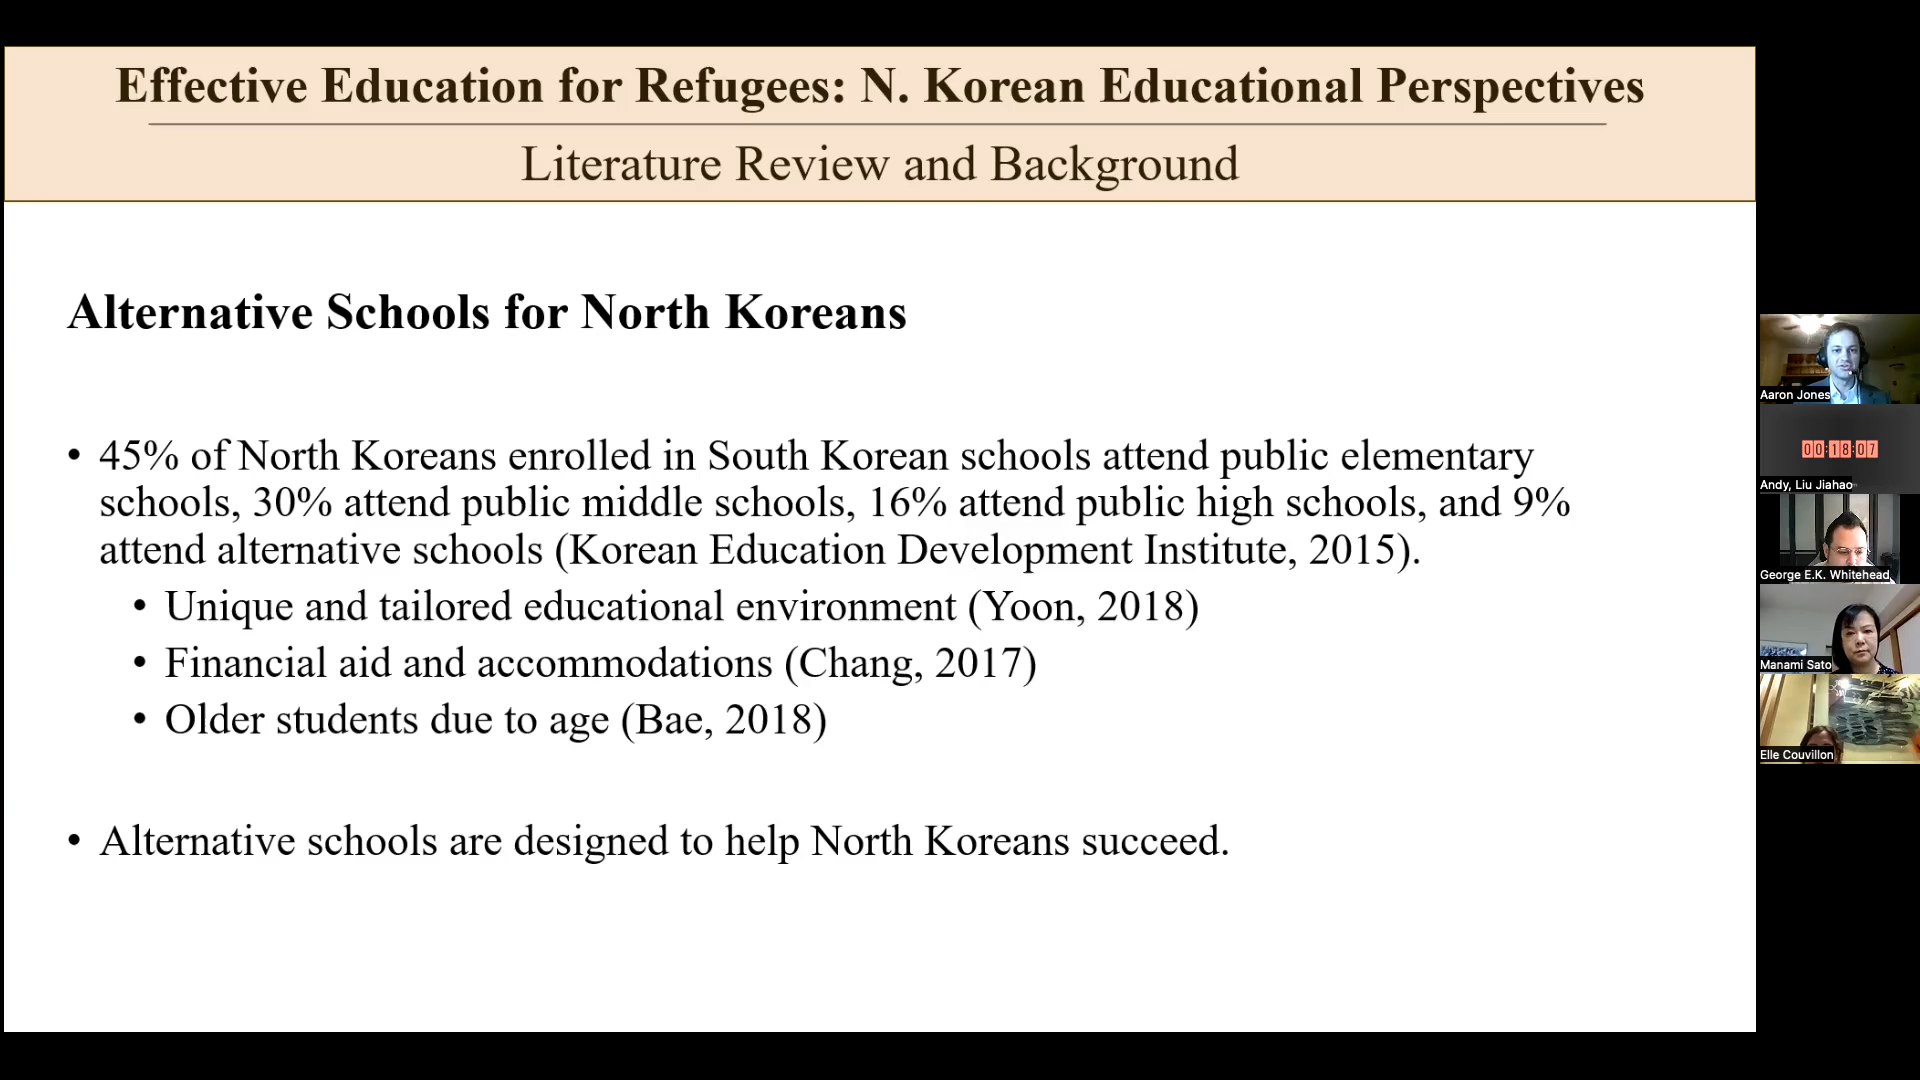 Effective Education for Refugees: N. Korean Educational Perspectives
Literature Review and Background
Alternative Schools for North Koreans
• 45% of North Koreans enrolled in South Korean schools attend public elementary
schools, 30% attend public middle schools, 16% attend public high schools, and 9%
attend alternative schools (Korean Education Development Institute, 2015).
• Unique and tailored educational environment (Yoon, 2018)
• Financial aid and accommodations (Chang, 2017)
• Older students due to age (Bae, 2018)
• Alternative schools are designed to help North Koreans succeed.
Aaron Jones
00:18:07
Andy, Liu Jiahao
George E.K. Whitehead
Manami Sato
Elle Couvillon